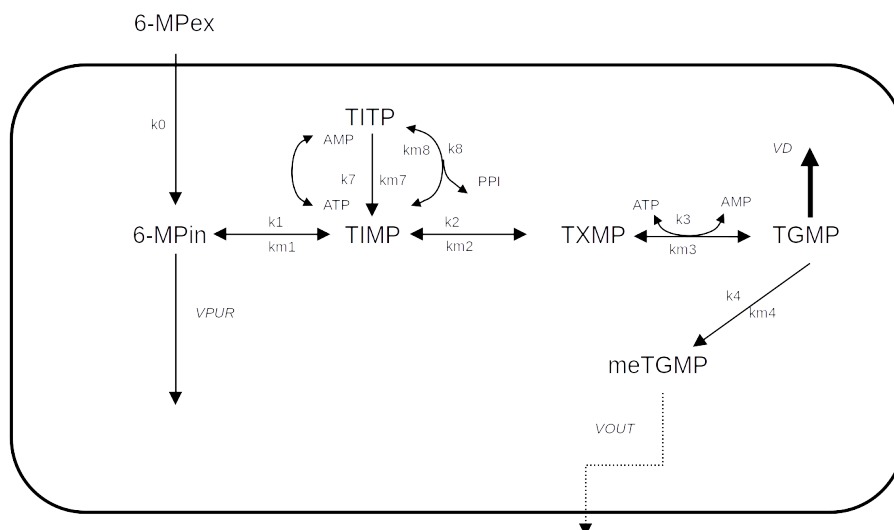 6-MPex
k0
TITP
AMP
km8
k8
k7
km7
PPI
ATP
VD
6-MPin
k1
km1
TIMP
k2
km2
TXMP
ATP
k3
AMP
km3
TGMP
VPUR
k4
km4
meTGMP
VOUT